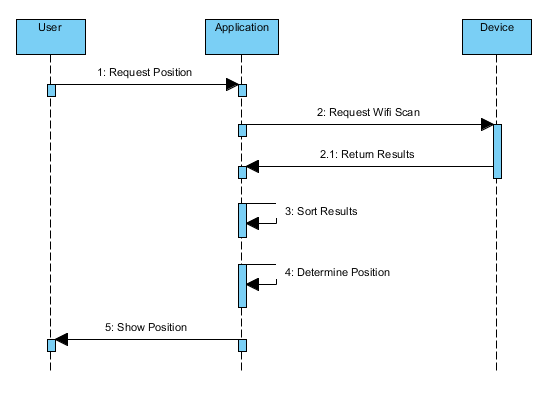 User
Application
Device
1: Request Position
2: Request Wifi Scan
2.1: Return Results
3: Sort Results
4: Determine Position
5: Show Position